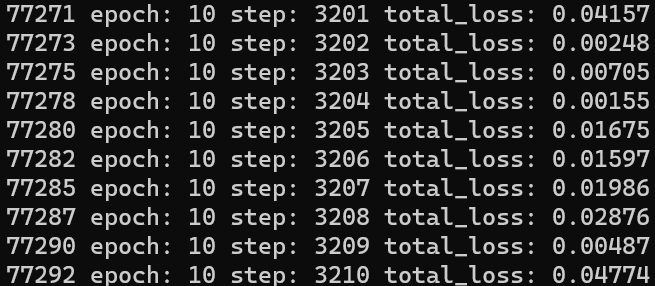 77271 epoch: 10 step: 3201 total_loss: 0.04157
77273 epoch: 10 step: 3202 total_loss: 0.00248
77275 epoch: 10 step: 3203 total_loss: 0.00705
77278 epoch: 10 step: 3204 total_loss: 0.00155
77280 epoch: 10 step: 3205 total_loss: 0.01675
77282 epoch: 10 step: 3206 total_loss: 0.01597
77285 epoch: 10 step: 3207 total_loss: 0.01986
77287 epoch: 10 step: 3208 total_loss: 0.02876
77290 epoch: 10 step: 3209 total_loss: 0.00487
77292 epoch: 10 step: 3210 total_loss: 0.04774